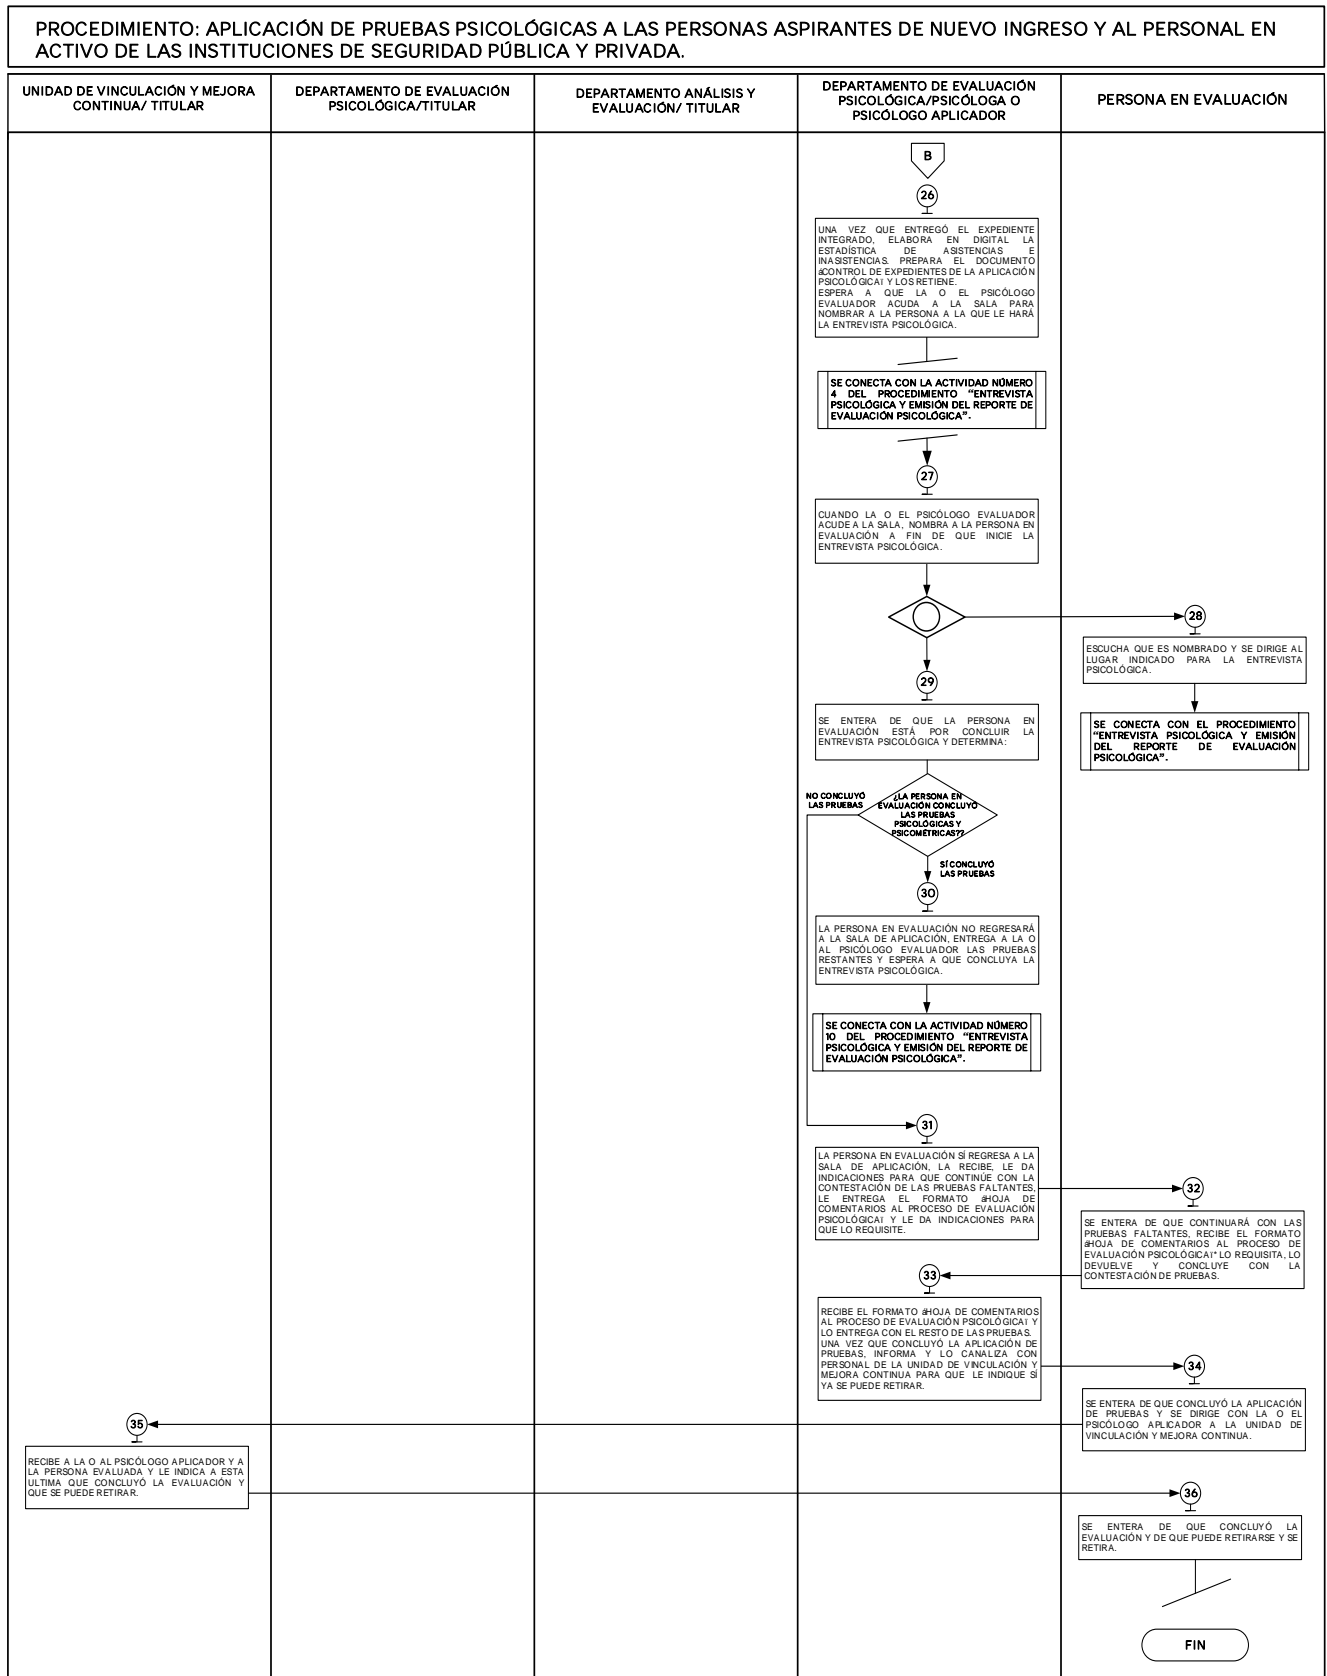 PROCEDIMIENTO: APLICACIÓN DE PRUEBAS PSICOLÓGICAS A LAS PERSONAS ASPIRANTES DE NUEVO INGRESO Y AL PERSONAL EN
ACTIVO DE LAS INSTITUCIONES DE SEGURIDAD PÚBLICA Y PRIVADA.
UNIDAD DE VINCULACIÓN Y MEJORA
CONTINUA/ TITULAR
DEPARTAMENTO DE EVALUACIÓN
PSICOLÓGICA/TITULAR
DEPARTAMENTO ANÁLISIS Y
EVALUACIÓN/ TITULAR
DEPARTAMENTO DE EVALUACIÓN
PSICOLÓGICA/PSICÓLOGA O
PSICÓLOGO APLICADOR
PERSONA EN EVALUACIÓN
B
26
UNA VEZ QUE ENTREGÓ EL EXPEDIENTE
INTEGRADO, ELABORA EN DIGITAL LA
ESTADÍSTICA DE ASISTENCIAS E
INASISTENCIAS. PREPARA EL DOCUMENTO
áCONTROL DE EXPEDIENTES DE LA APLICACIÓN
PSICOLÓGICAí Y LOS RETIENE.
ESPERA A QUE LA O EL PSICÓLOGO
EVALUADOR ACUDA A LA SALA PARA
NOMBRAR A LA PERSONA A LA QUE LE HARÁ
LA ENTREVISTA PSICOLÓGICA.
SE CONECTA CON LA ACTIVIDAD NÚMERO
4 DEL PROCEDIMIENTO “ENTREVISTA
PSICOLÓGICA Y EMISIÓN DEL REPORTE DE
EVALUACIÓN PSICOLÓGICA”.
27
CUANDO LA O EL PSICÓLOGO EVALUADOR
ACUDE A LA SALA, NOMBRA A LA PERSONA EN
EVALUACIÓN A FIN DE QUE INICIE LA
ENTREVISTA PSICOLÓGICA.
28
ESCUCHA QUE ES NOMBRADO Y SE DIRIGE AL
LUGAR INDICADO PARA LA ENTREVISTA
PSICOLÓGICA.
SE CONECTA CON EL PROCEDIMIENTO
“ENTREVISTA PSICOLÓGICA Y EMISIÓN
DEL REPORTE DE EVALUACIÓN
PSICOLÓGICA”.
29
SE ENTERA DE QUE LA PERSONA EN
EVALUACIÓN ESTÁ POR CONCLUIR LA
ENTREVISTA PSICOLÓGICA Y DETERMINA:
NO CONCLUYÓ
LAS PRUEBAS
¿LA PERSONA EN
EVALUACIÓN CONCLUYÓ
LAS PRUEBAS
PSICOLÓGICAS Y
PSICOMÉTRICAS??
SÍ CONCLUYÓ
LAS PRUEBAS
30
LA PERSONA EN EVALUACIÓN NO REGRESARÁ
A LA SALA DE APLICACIÓN, ENTREGA A LA O
AL PSICÓLOGO EVALUADOR LAS PRUEBAS
RESTANTES Y ESPERA A QUE CONCLUYA LA
ENTREVISTA PSICOLÓGICA.
SE CONECTA CON LA ACTIVIDAD NÚMERO
10 DEL PROCEDIMIENTO “ENTREVISTA
PSICOLÓGICA Y EMISIÓN DEL REPORTE DE
EVALUACIÓN PSICOLÓGICA”.
31
LA PERSONA EN EVALUACIÓN SÍ REGRESA A LA
SALA DE APLICACIÓN, LA RECIBE, LE DA
INDICACIONES PARA QUE CONTINÚE CON LA
CONTESTACIÓN DE LAS PRUEBAS FALTANTES,
LE ENTREGA EL FORMATO áHOJA DE
COMENTARIOS AL PROCESO DE EVALUACIÓN
PSICOLÓGICAí Y LE DA INDICACIONES PARA
QUE LO REQUISITE.
32
SE ENTERA DE QUE CONTINUARÁ CON LAS
PRUEBAS FALTANTES, RECIBE EL FORMATO
áHOJA DE COMENTARIOS AL PROCESO DE
EVALUACIÓN PSICOLÓGICAí* LO REQUISITA, LO
DEVUELVE Y CONCLUYE CON LA
CONTESTACIÓN DE PRUEBAS.
33
RECIBE EL FORMATO áHOJA DE COMENTARIOS
AL PROCESO DE EVALUACIÓN PSICOLÓGICAí Y
LO ENTREGA CON EL RESTO DE LAS PRUEBAS.
UNA VEZ QUE CONCLUYÓ LA APLICACIÓN DE
PRUEBAS, INFORMA Y LO CANALIZA CON
PERSONAL DE LA UNIDAD DE VINCULACIÓN Y
MEJORA CONTINUA PARA QUE LE INDIQUE SÍ
YA SE PUEDE RETIRAR.
34
SE ENTERA DE QUE CONCLUYÓ LA APLICACIÓN
DE PRUEBAS Y SE DIRIGE CON LA O EL
PSICÓLOGO APLICADOR A LA UNIDAD DE
VINCULACIÓN Y MEJORA CONTINUA.
35
RECIBE A LA O AL PSICÓLOGO APLICADOR Y A
LA PERSONA EVALUADA Y LE INDICA A ESTA
ULTIMA QUE CONCLUYÓ LA EVALUACIÓN Y
QUE SE PUEDE RETIRAR.
36
SE ENTERA DE QUE CONCLUYÓ LA
EVALUACIÓN Y DE QUE PUEDE RETIRARSE Y SE
RETIRA.
FIN